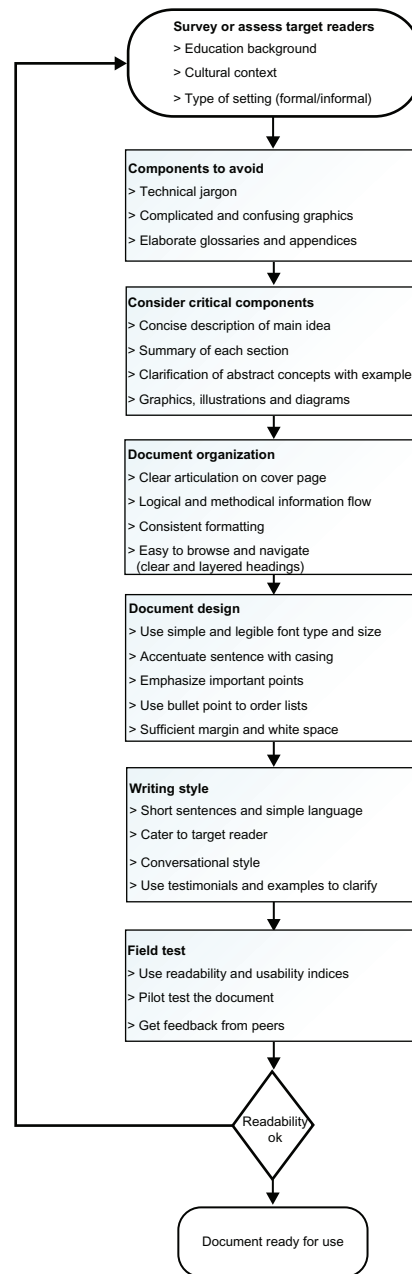 Survey or assess target readers
> Education background
> Cultural context
> Type of setting (formal/informal)
Components to avoid
> Technical jargon
> Complicated and confusing graphics
> Elaborate glossaries and appendices
Consider critical components
> Concise description of main idea
> Summary of each section
> Clarification of abstract concepts with example
> Graphics, illustrations and diagrams
Document organization
> Clear articulation on cover page
> Logical and methodical information flow
> Consistent formatting
> Easy to browse and navigate
(clear and layered headings)
Document design
> Use simple and legible font type and size
> Accentuate sentence with casing
> Emphasize important points
> Use bullet point to order lists
> Sufficient margin and white space
Writing style
> Short sentences and simple language
> Cater to target reader
> Conversational style
> Use testimonials and examples to clarify
Field test
> Use readability and usability indices
> Pilot test the document
> Get feedback from peers
Readability
ok
Document ready for use